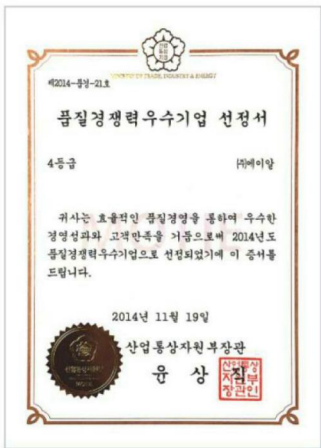 제2014-품경-21호
MINISTRY OF TRADE, INDUSTRY & ENERGY
품질경쟁력우수기업 선정서
4등급
㈜에이알
귀사는 효율적인 품질경영을 통하여 우수한
경영성과와 고객만족을 거둠으로써 2014년도
품질경쟁력우수기업으로 선정되었기에 이 증서를
드립니다.
MOTIE
2014년 11월 19일
산업통상자원부장관
윤 상 직
산업통상
자원부
장관인